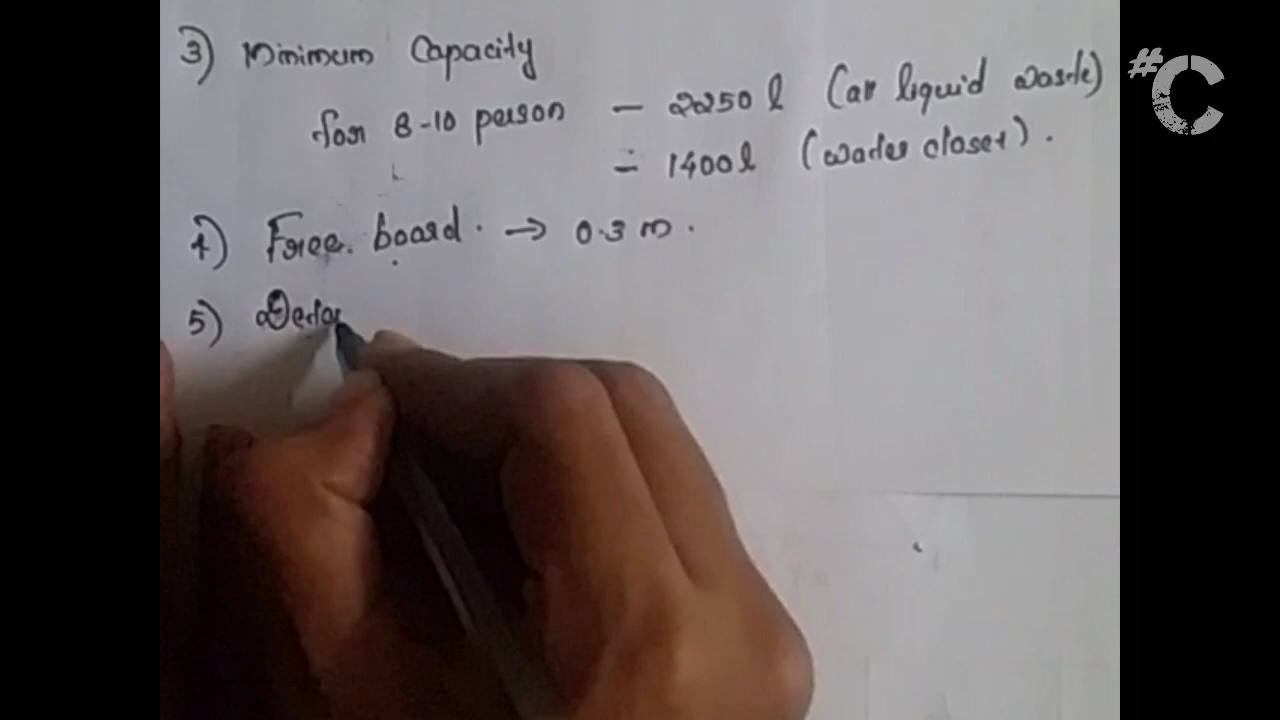 3) Minimum Capacity
for 8-10 person - 2250 l (all liquid waste)
- 1400 l (water closet).
4) Free board. → 0.3 m.
5) Deta
#C